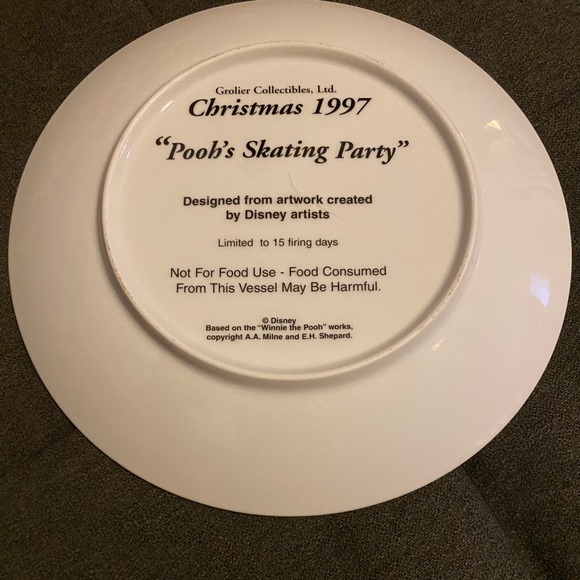 Grolier Collectibles, Ltd.
Christmas 1997
“Pooh's Skating Party”
Designed from artwork created
by Disney artists
Limited to 15 firing days
Not For Food Use - Food Consumed
From This Vessel May Be Harmful.
© Disney
Based on the "Winnie the Pooh" works,
copyright A.A. Milne and E.H. Shepard.